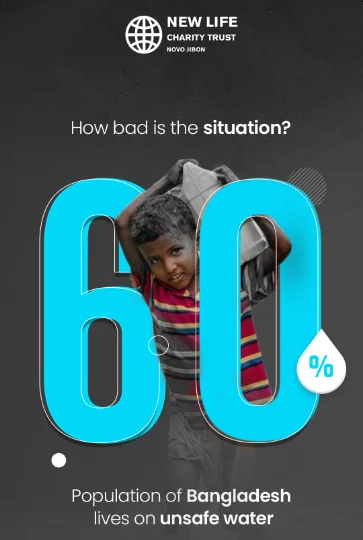 NEW LIFE
CHARITY TRUST
NOVO JIBON
How bad is the situation?
60
%
Population of Bangladesh
lives on unsafe water